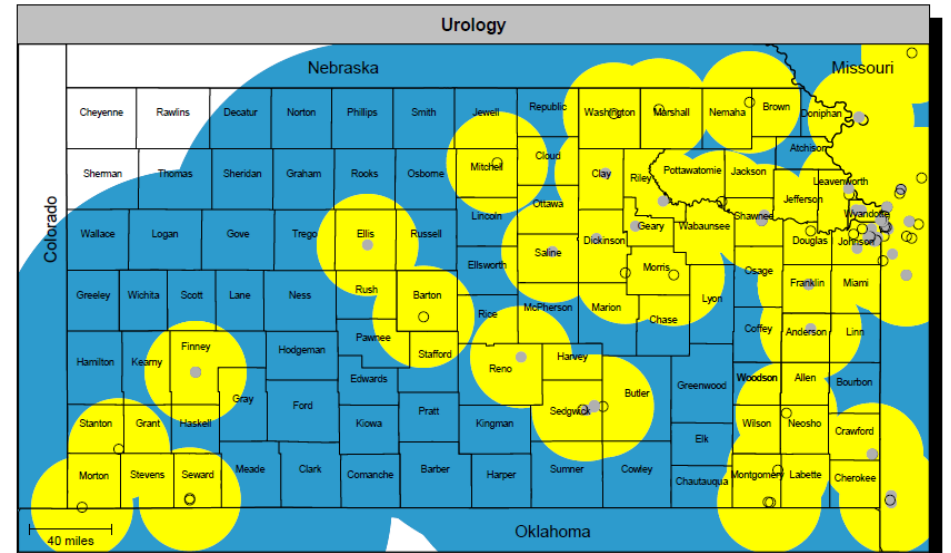 Urology
Nebraska
Missouri
Cheyenne Rawlins Decatur Norton Phillips Smith Jewell Republic Washington Marshall Nemaha Brown Doniphan
Atchison
Sherman Thomas Sheridan Graham Rooks Osborne Mitchell Cloud Clay Riley Pottawatomie Jackson Jefferson Leavenworth
Colorado
Wallace Logan Gove Trego Ellis Russell Lincoln Ottawa Dickinson Geary Wabaunsee Shawnee Wyandotte
Ellsworth Saline Morris Osage Douglas Johnson
Greeley Wichita Scott Lane Ness Rush Barton Rice McPherson Marion Chase Lyon Franklin Miami
Hamilton Kearny Finney Hodgeman Pawnee Stafford Reno Harvey Coffey Anderson Linn
Edwards Greenwood Woodson Allen Bourbon
Stanton Grant Haskell Gray Ford Kiowa Pratt Kingman Sedgwick Butler Elk Wilson Neosho Crawford
Morton Stevens Seward Meade Clark Comanche Barber Harper Sumner Cowley Chautauqua Montgomery Labette Cherokee
40 miles
Oklahoma